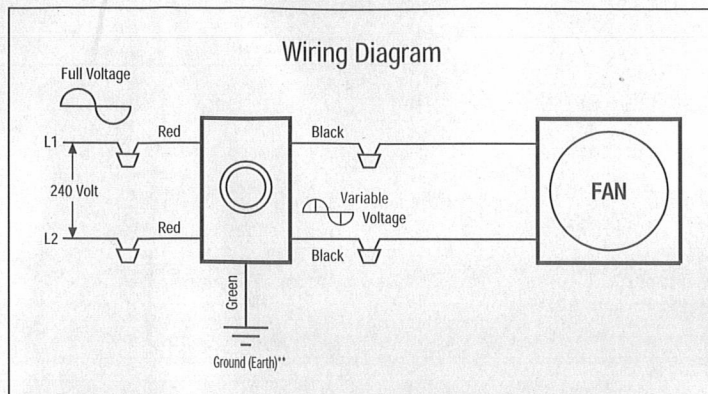 Wiring Diagram
Full Voltage
L1
Red
Black
240 Volt
Variable
Voltage
FAN
L2
Red
Black
Green
Ground (Earth)**